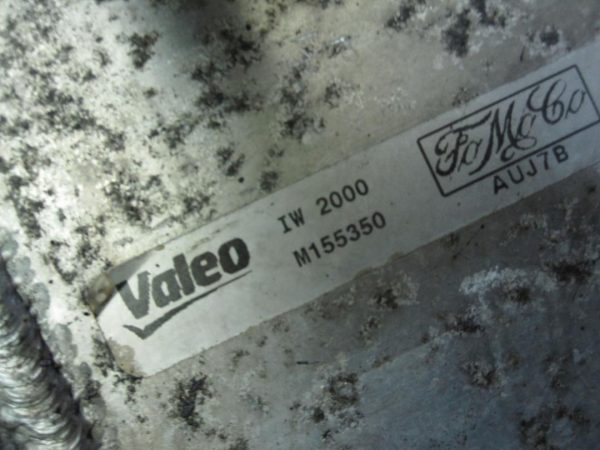 Valeo
IW 2000
M155350
FoMoCo
AUJ7B